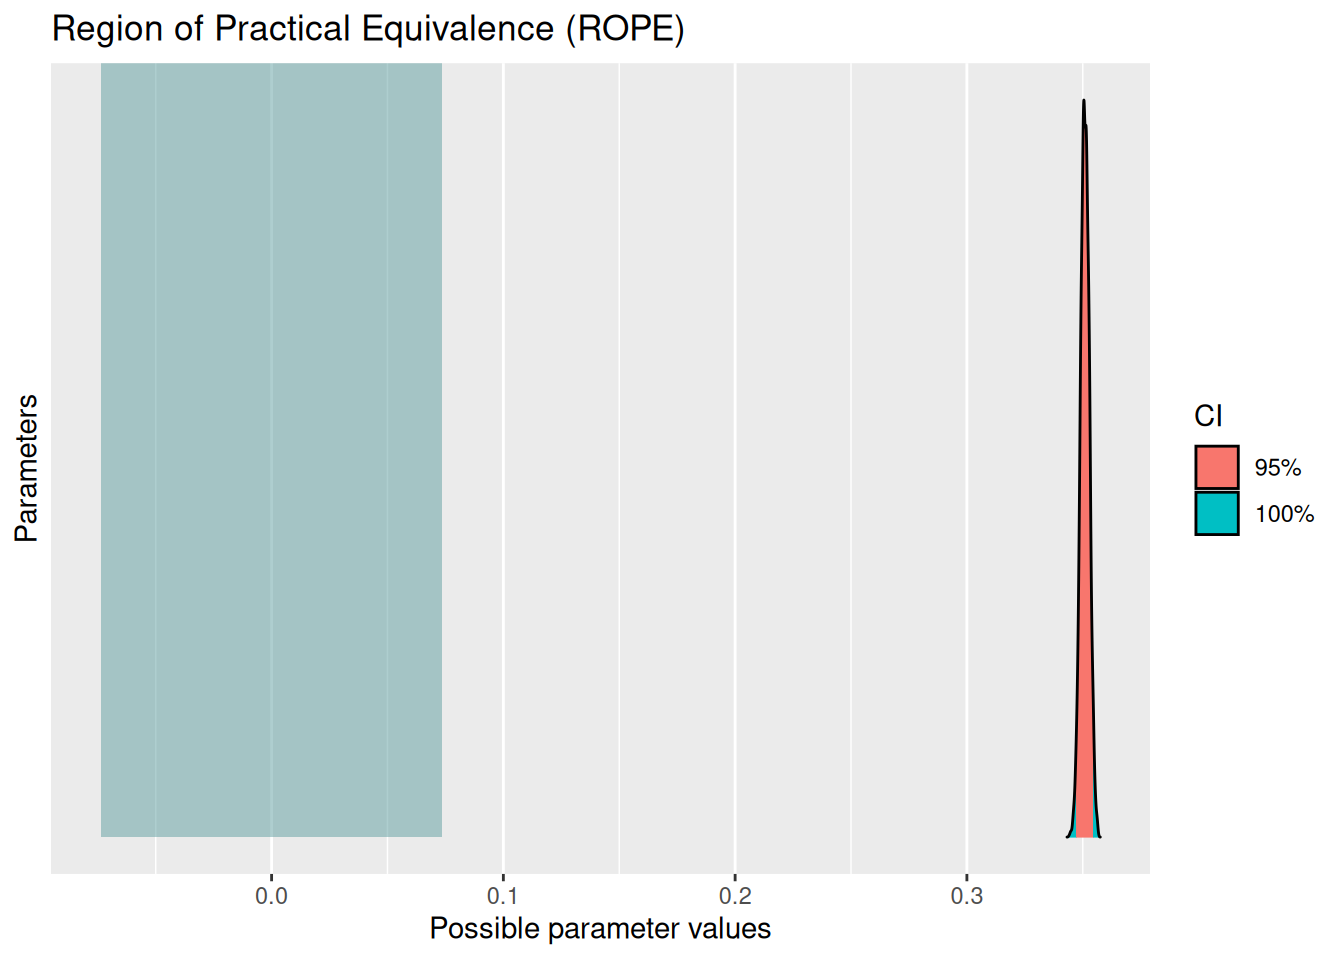 Region of Practical Equivalence (ROPE)
Parameters
CI
95%
100%
0.0
0.1
0.2
0.3
Possible parameter values